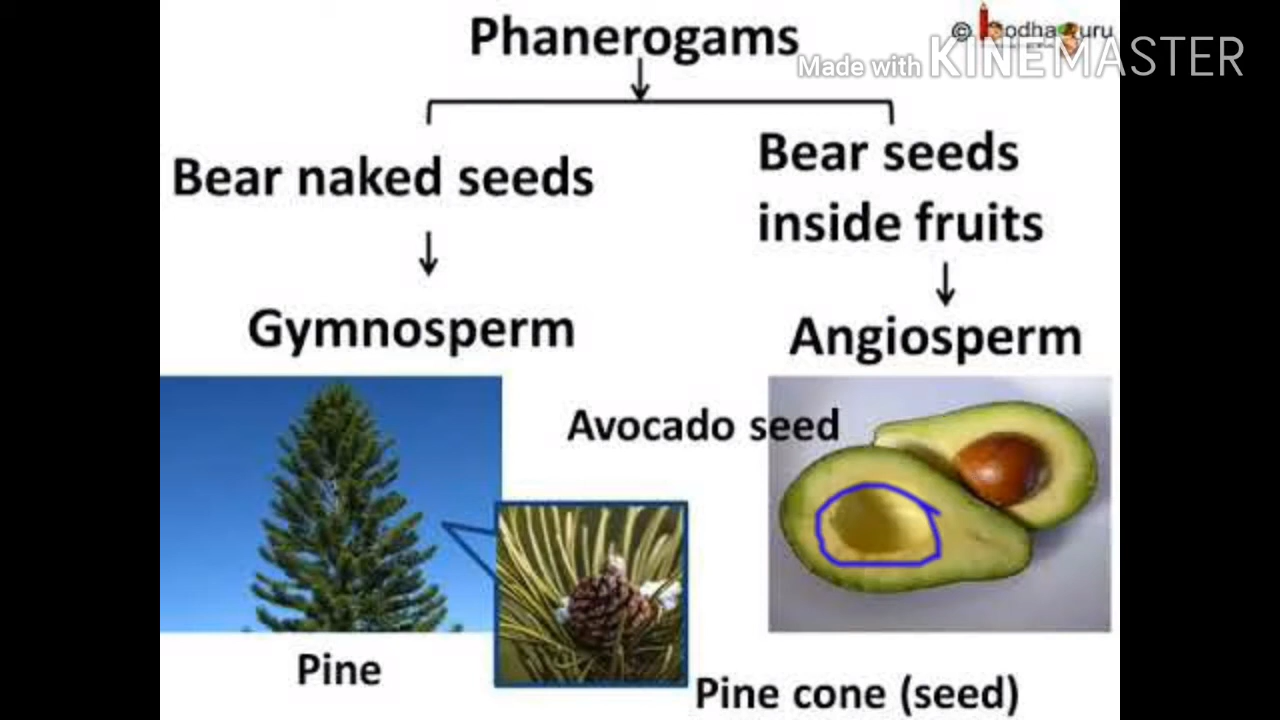 Phanerogams
© BodhaGuru
Made with KINEMASTER
Bear naked seeds
Bear seeds
inside fruits
Gymnosperm
Angiosperm
Avocado seed
Pine
Pine cone (seed)